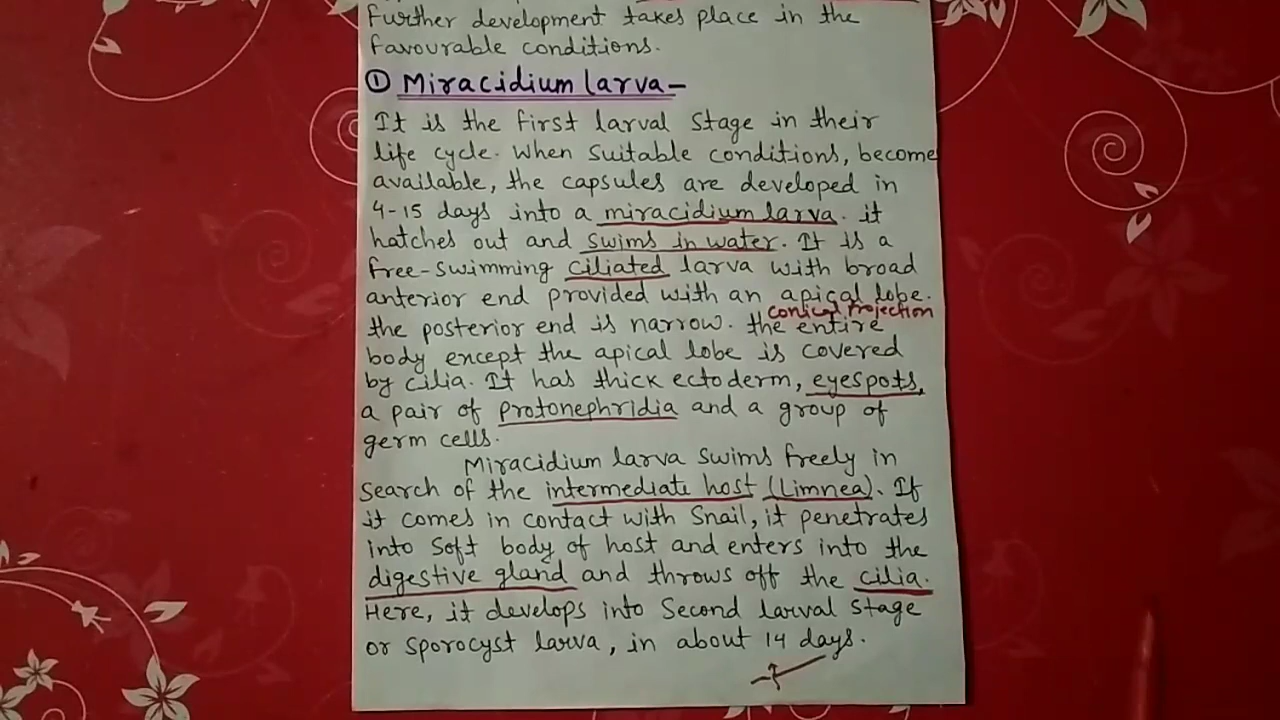 further development takes place in the
favourable conditions.
① Miracidium larva-
It is the first larval stage in their
life cycle. When suitable conditions, become
available, the capsules are developed in
4-15 days into a miracidium larva. it
hatches out and swims in water. It is a
free-swimming ciliated larva with broad
anterior end provided with an apical lobe.
conical Projection
the posterior end is narrow. the entire
body except the apical lobe is covered
by cilia. It has thick ectoderm, eyespots,
a pair of protonephridia and a group of
germ cells.
Miracidium larva swims freely in
search of the intermediate host (Limnea). If
it comes in contact with Snail, it penetrates
into soft body of host and enters into the
digestive gland and throws off the cilia.
Here, it develops into second larval stage
or sporocyst larva, in about 14 days.